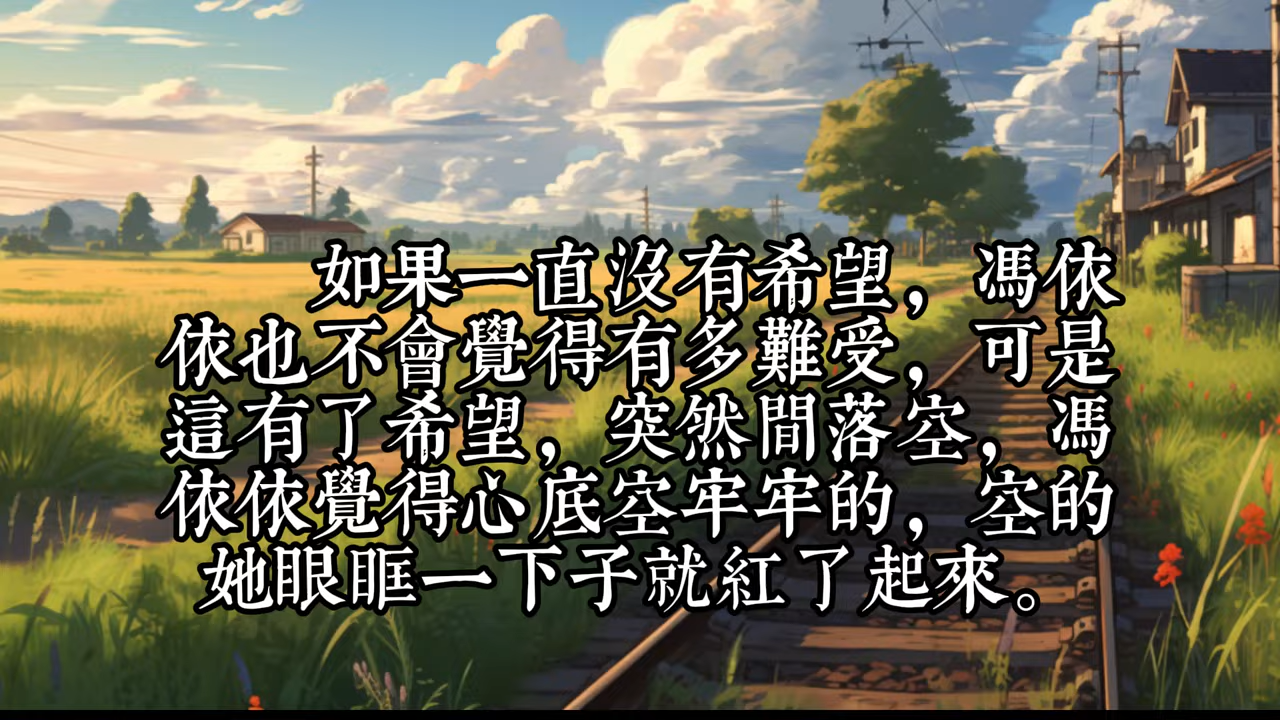 如果一直沒有希望，馮依
依也不會覺得有多難受，可是
這有了希望，突然間落空，馮
依依覺得心底空牢牢的，空的
她眼眶一下子就紅了起來。